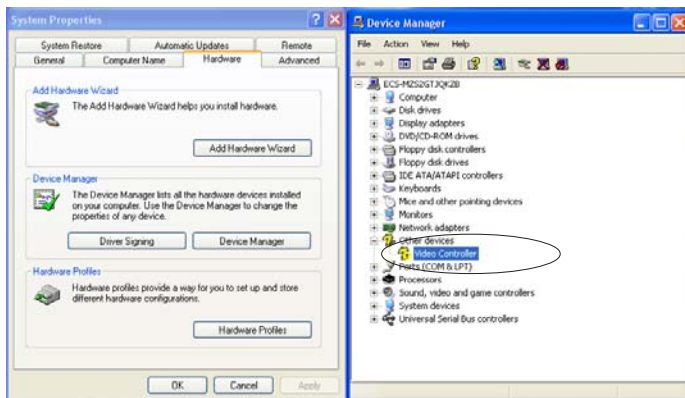 System Properties
System Restore Automatic Updates Remote
General Computer Name Hardware Advanced
Add Hardware Wizard
The Add Hardware Wizard helps you install hardware.
Add Hardware Wizard
Device Manager
The Device Manager lists all the hardware devices installed
on your computer. Use the Device Manager to change the
properties of any device.
Driver Signing Device Manager
Hardware Profiles
Hardware profiles provide a way for you to set up and store
different hardware configurations.
Hardware Profiles
OK Cancel Apply
Device Manager
File Action View Help
ECS-MZS2GTJQK2B
Computer
Disk drives
Display adapters
DVD/CD-ROM drives
Floppy disk controllers
Floppy disk drives
IDE ATA/ATAPI controllers
Keyboards
Mice and other pointing devices
Monitors
Network adapters
Other devices
Video Controller
Ports (COM & LPT)
Processors
Sound, video and game controllers
System devices
Universal Serial Bus controllers